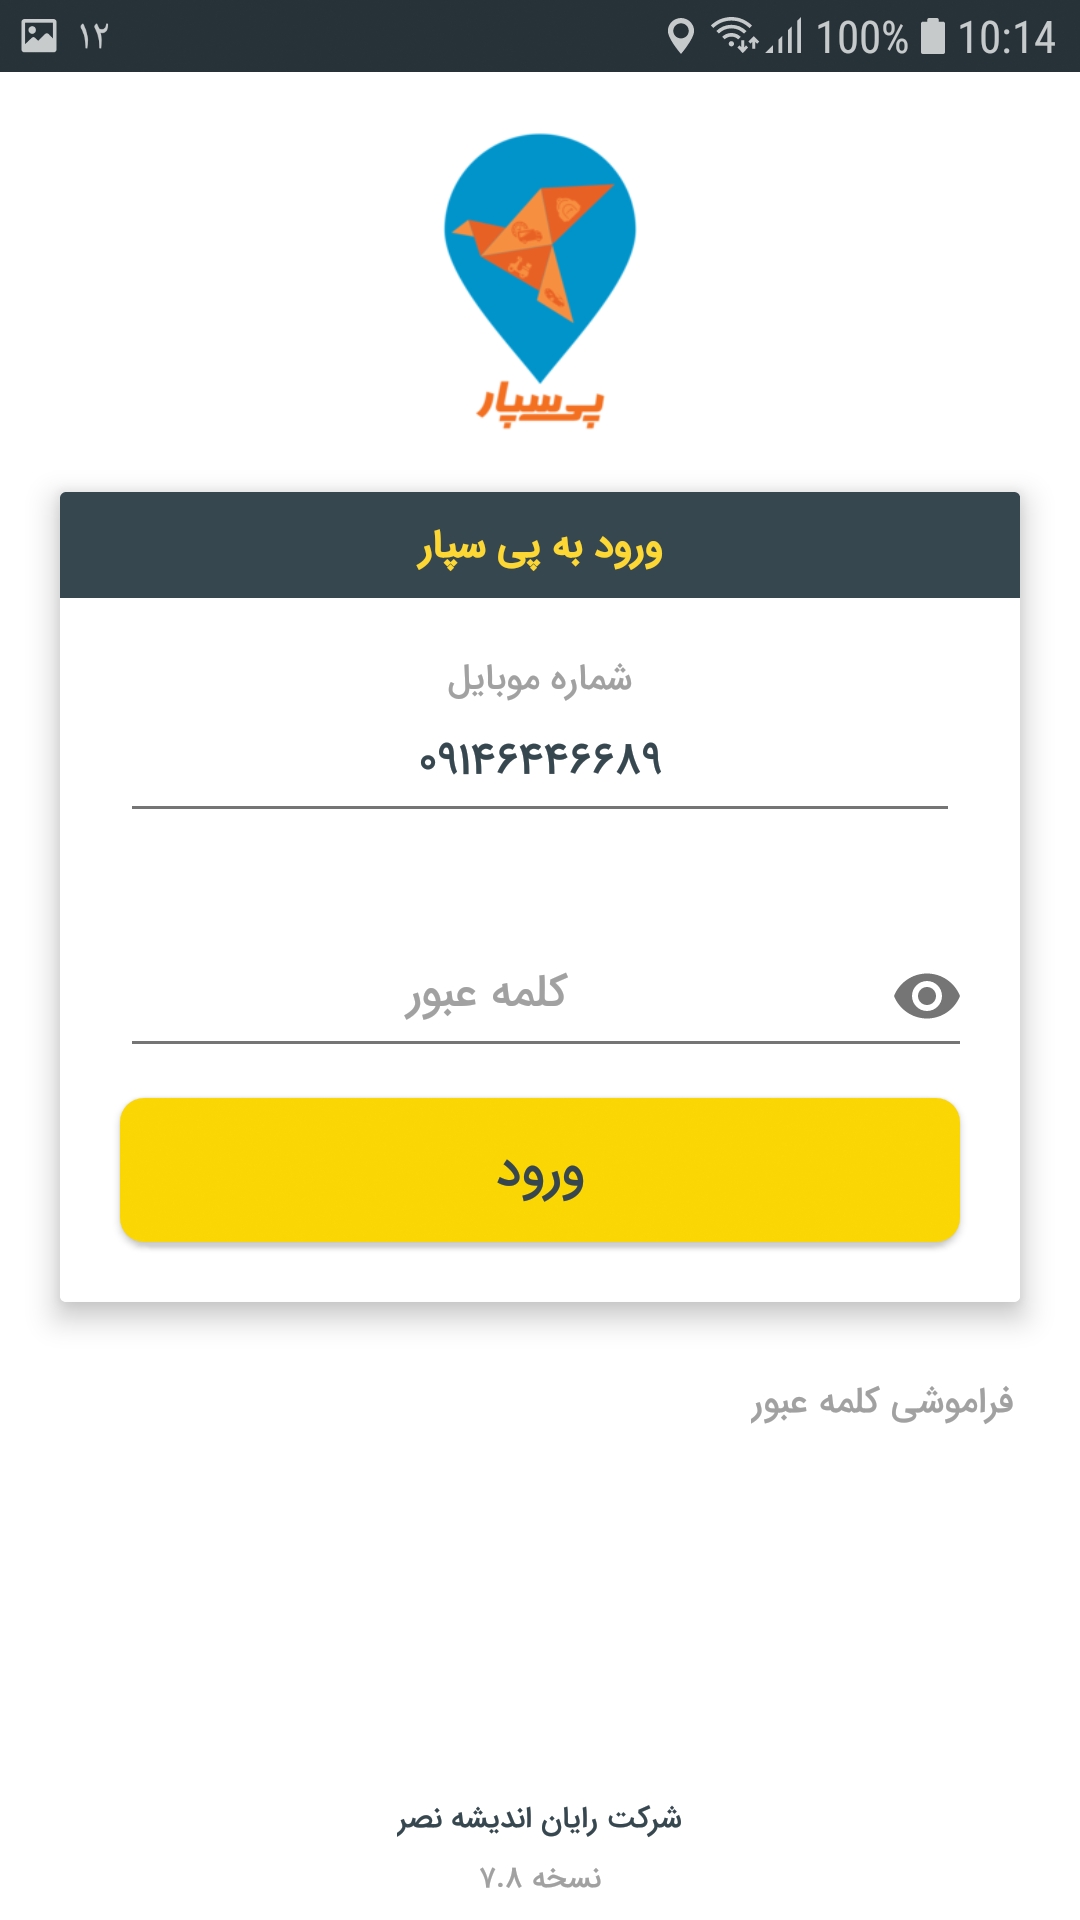 ۱۲ 100% 10:14
پی‌سپار
ورود به پی سپار
شماره موبایل
۰۹۱۴۶۴۴۶۶۸۹
کلمه عبور
ورود
فراموشی کلمه عبور
شرکت رایان اندیشه نصر
نسخه ۷.۸